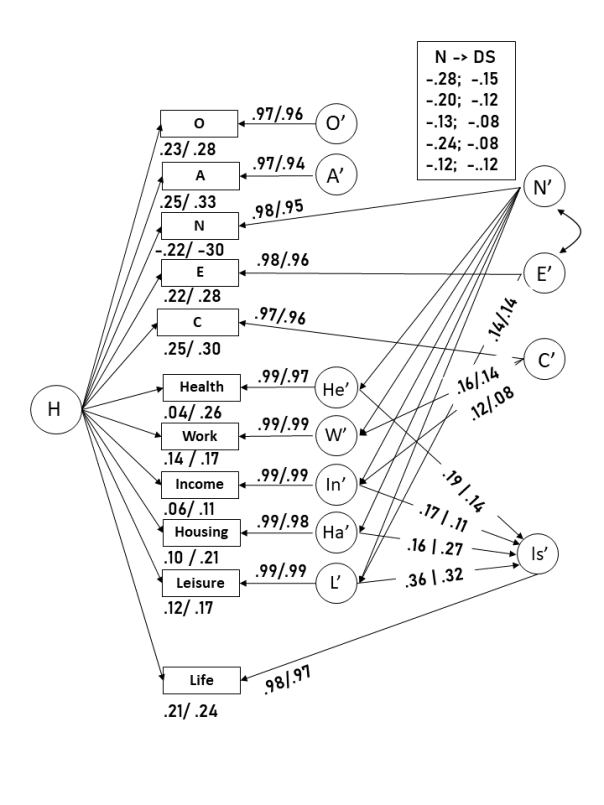 N -> DS
-.28; -.15
-.20; -.12
-.13; -.08
-.24; -.08
-.12; -..12
O
.97/.96
O'
.23/ .28
A
.97/.94
A'
.25/ .33
N
.98/.95
N'
-.22/ -30
E
.98/.96
E'
.22/ .28
C
.97/.96
C'
.25/ .30
.14/.14
H
Health
.99/.97
He'
.16/.14
.04/ .26
.12/.08
Work
.99/.99
W'
.14 / .17
Income
.99/.99
In'
.19/ .14
.06/ .11
.17| .11
Housing
.99/.98
Ha'
.16 | .27
ls'
.10 / .21
Leisure
.99/.99
L'
.36 | .32
.12/ .17
Life
.98/.97
.21/ .24